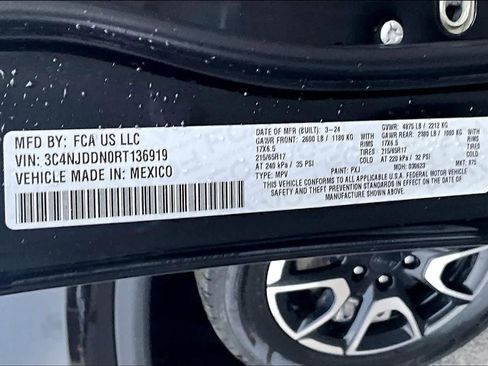 MFD BY: FCA US LLC
VIN: 3C4NJDDN0RT136919
VEHICLE MADE IN: MEXICO
DATE OF MFR (BUILT): 3-24 GVWR: 4875 LB / 2212 KG
GAWR FRONT: 2600 LB / 1180 KG GAWR REAR: 2380 LB / 1080 KG
17X6.5 RIMS 17X6.5
215/65R17 TIRES 215/65R17 TIRES
AT 240 kPa / 35 PSI AT 220 kPa / 32 PSI
TYPE: MPV PAINT: PXJ MDH: MKT: 875
THIS VEHICLE CONFORMS TO ALL APPLICABLE U.S.A. FEDERAL MOTOR VEHICLE
SAFETY AND THEFT PREVENTION STANDARDS IN EFFECT ON THE DATE OF
MANUFACTURE SHOWN ABOVE.